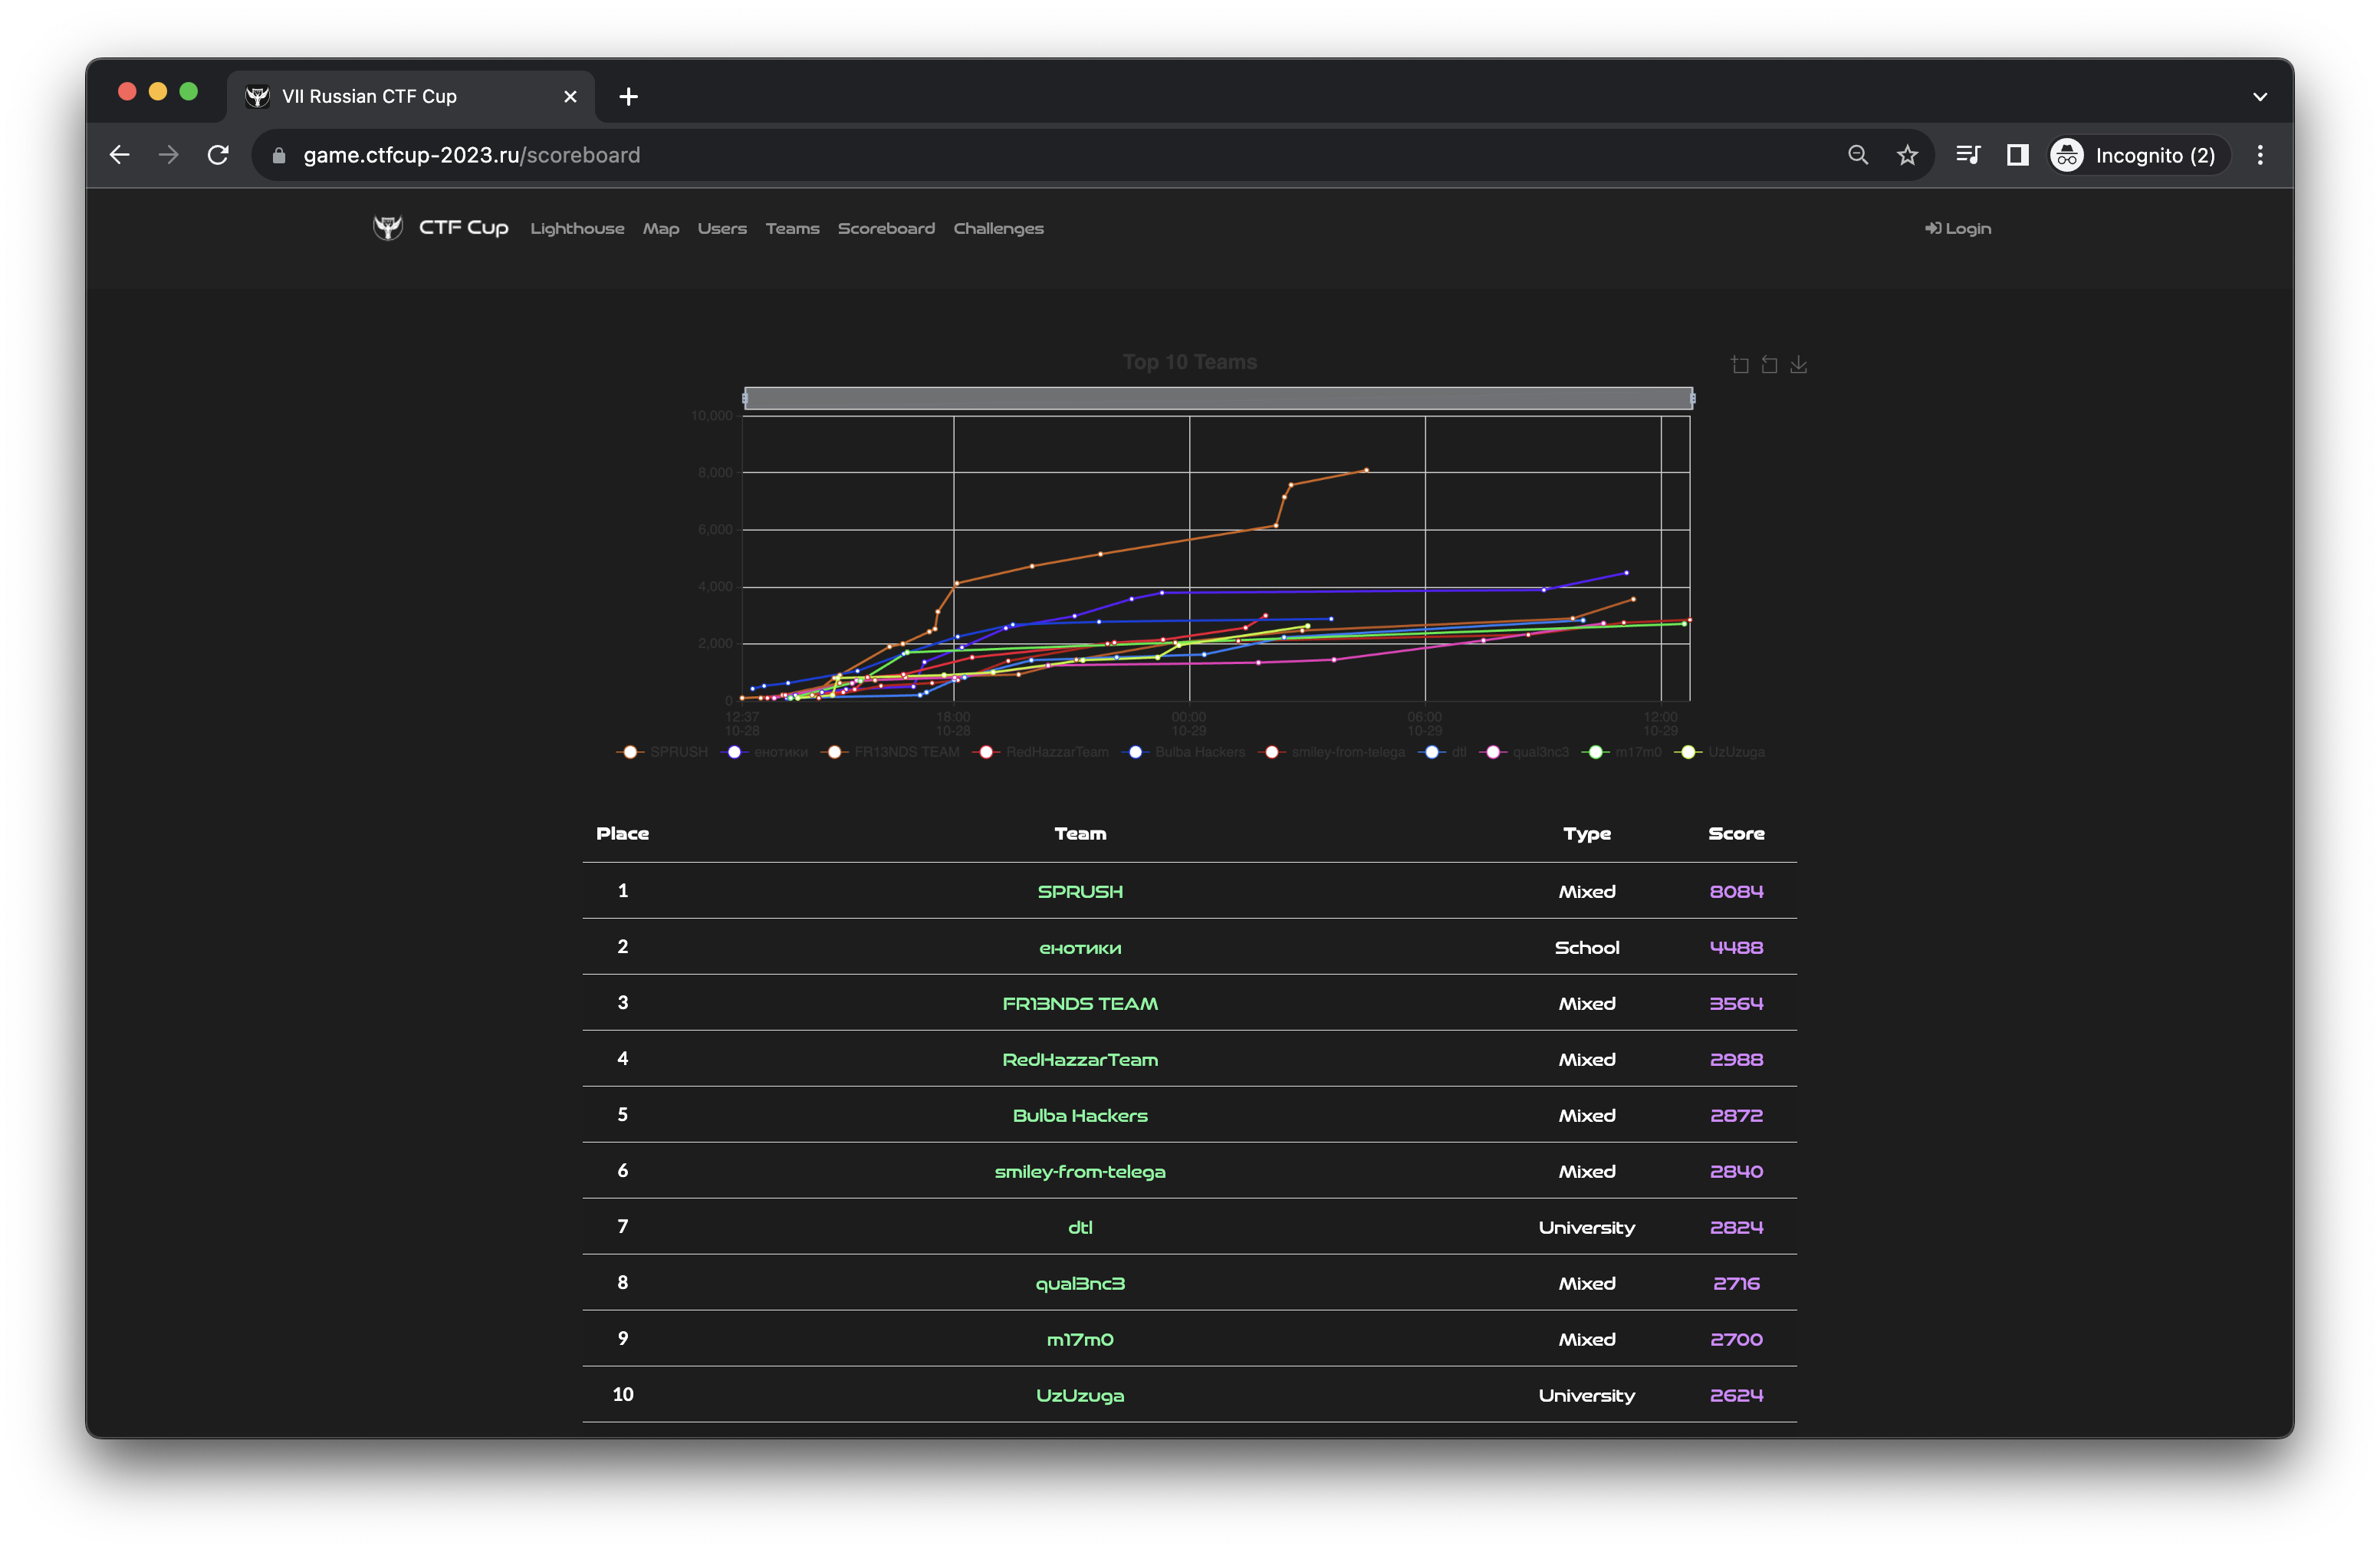 VII Russian CTF Cup
game.ctfcup-2023.ru/scoreboard
Incognito (2)
CTF Cup Lighthouse Map Users Teams Scoreboard Challenges Login
Top 10 Teams
10,000
8,000
6,000
4,000
2,000
0
12:37 18:00 00:00 06:00 12:00
10-28 10-28 10-29 10-29 10-29
SPRUSH енотики FR13NDS TEAM RedHazzarTeam Bulba Hackers smiley-from-telega dtl qual3nc3 m17m0 UzUzuga
Place Team Type Score
1 SPRUSH Mixed 8084
2 енотики School 4488
3 FR13NDS TEAM Mixed 3564
4 RedHazzarTeam Mixed 2988
5 Bulba Hackers Mixed 2872
6 smiley-from-telega Mixed 2840
7 dtl University 2824
8 qual3nc3 Mixed 2716
9 m17m0 Mixed 2700
10 UzUzuga University 2624